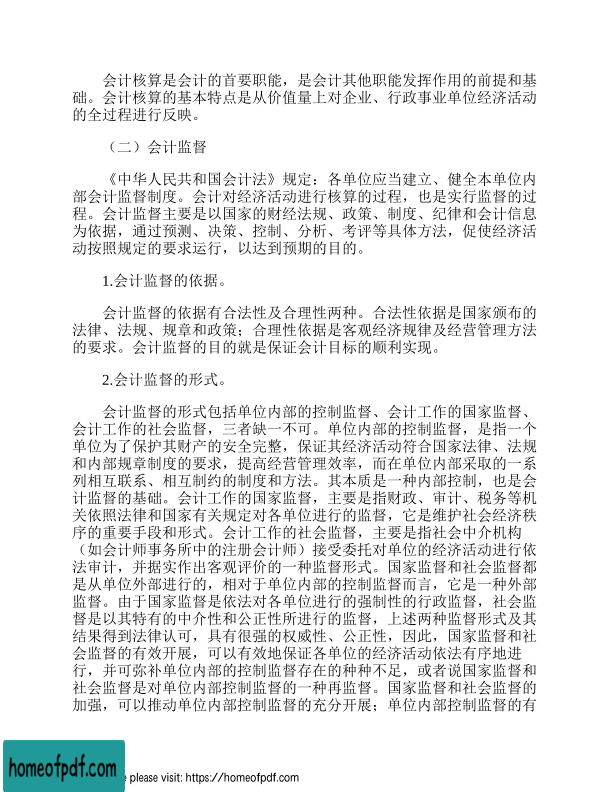 会计核算是会计的首要职能，是会计其他职能发挥作用的前提和基
础。会计核算的基本特点是从价值量上对企业、行政事业单位经济活动
的全过程进行反映。
（二）会计监督
《中华人民共和国会计法》规定：各单位应当建立、健全本单位内
部会计监督制度。会计对经济活动进行核算的过程，也是实行监督的过
程。会计监督主要是以国家的财经法规、政策、制度、纪律和会计信息
为依据，通过预测、决策、控制、分析、考评等具体方法，促使经济活
动按照规定的要求运行，以达到预期的目的。
1.会计监督的依据。
会计监督的依据有合法性及合理性两种。合法性依据是国家颁布的
法律、法规、规章和政策；合理性依据是客观经济规律及经营管理方法
的要求。会计监督的目的就是保证会计目标的顺利实现。
2.会计监督的形式。
会计监督的形式包括单位内部的控制监督、会计工作的国家监督、
会计工作的社会监督，三者缺一不可。单位内部的控制监督，是指一个
单位为了保护其财产的安全完整，保证其经济活动符合国家法律、法规
和内部规章制度的要求，提高经营管理效率，而在单位内部采取的一系
列相互联系、相互制约的制度和方法。其本质是一种内部控制，也是会
计监督的基础。会计工作的国家监督，主要是指财政、审计、税务等机
关依照法律和国家有关规定对各单位进行的监督，它是维护社会经济秩
序的重要手段和形式。会计工作的社会监督，主要是指社会中介机构
（如会计师事务所中的注册会计师）接受委托对单位的经济活动进行依
法审计，并据实作出客观评价的一种监督形式。国家监督和社会监督都
是从单位外部进行的，相对于单位内部的控制监督而言，它是一种外部
监督。由于国家监督是依法对各单位进行的强制性的行政监督，社会监
督是以其特有的中介性和公正性所进行的监督，上述两种监督形式及其
结果得到法律认可，具有很强的权威性、公正性，因此，国家监督和社
会监督的有效开展，可以有效地保证各单位的经济活动依法有序地进
行，并可弥补单位内部的控制监督存在的种种不足，或者说国家监督和
社会监督是对单位内部控制监督的一种再监督。国家监督和社会监督的
加强，可以推动单位内部控制监督的充分开展；单位内部控制监督的有
homeofpdf.com
please visit: https://homeofpdf.com